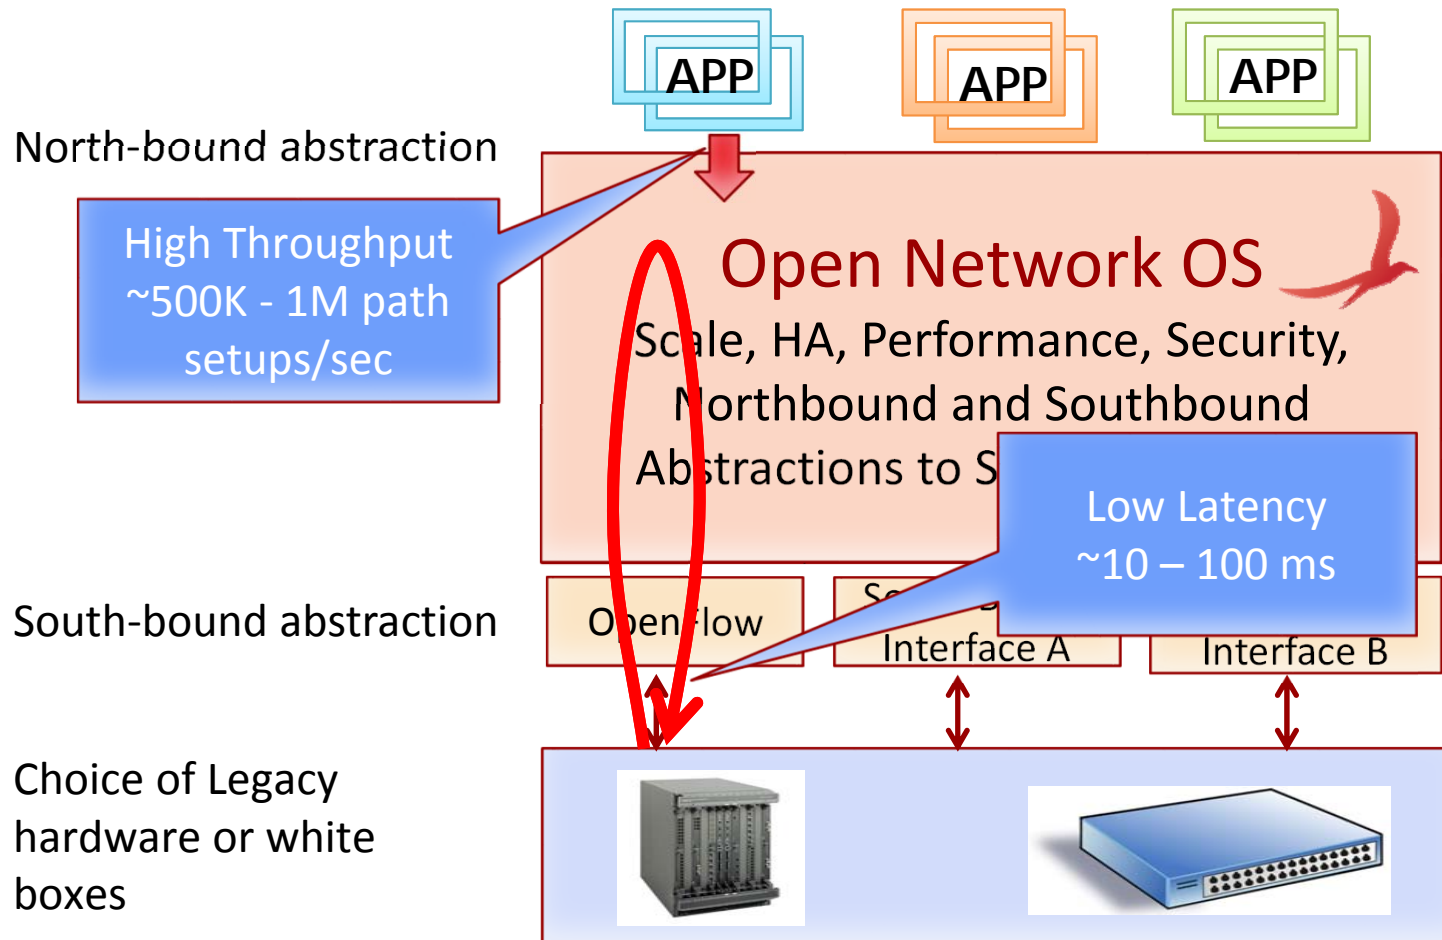 APP
APP
APP
North-bound abstraction
High Throughput
~500K - 1M path
setups/sec
Open Network OS
Scale, HA, Performance, Security,
Northbound and Southbound
Abstractions to S
Low Latency
~10 – 100 ms
South-bound abstraction
OpenFlow
Interface A
Interface B
Choice of Legacy
hardware or white
boxes